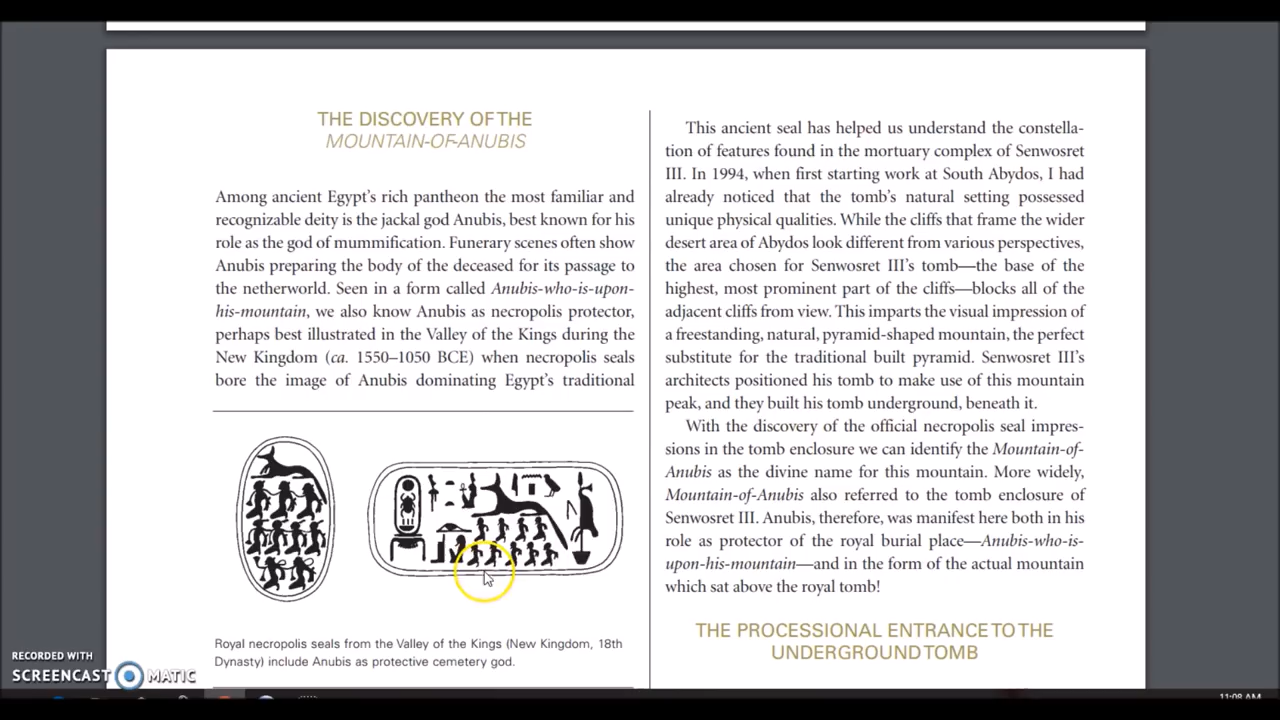 THE DISCOVERY OF THE
MOUNTAIN-OF-ANUBIS
Among ancient Egypt's rich pantheon the most familiar and
recognizable deity is the jackal god Anubis, best known for his
role as the god of mummification. Funerary scenes often show
Anubis preparing the body of the deceased for its passage to
the netherworld. Seen in a form called Anubis-who-is-upon-
his-mountain, we also know Anubis as necropolis protector,
perhaps best illustrated in the Valley of the Kings during the
New Kingdom (ca. 1550–1050 BCE) when necropolis seals
bore the image of Anubis dominating Egypt's traditional
Royal necropolis seals from the Valley of the Kings (New Kingdom, 18th
Dynasty) include Anubis as protective cemetery god.
This ancient seal has helped us understand the constella-
tion of features found in the mortuary complex of Senwosret
III. In 1994, when first starting work at South Abydos, I had
already noticed that the tomb's natural setting possessed
unique physical qualities. While the cliffs that frame the wider
desert area of Abydos look different from various perspectives,
the area chosen for Senwosret III's tomb—the base of the
highest, most prominent part of the cliffs—blocks all of the
adjacent cliffs from view. This imparts the visual impression of
a freestanding, natural, pyramid-shaped mountain, the perfect
substitute for the traditional built pyramid. Senwosret III's
architects positioned his tomb to make use of this mountain
peak, and they built his tomb underground, beneath it.
With the discovery of the official necropolis seal impres-
sions in the tomb enclosure we can identify the Mountain-of-
Anubis as the divine name for this mountain. More widely,
Mountain-of-Anubis also referred to the tomb enclosure of
Senwosret III. Anubis, therefore, was manifest here both in his
role as protector of the royal burial place—Anubis-who-is-
upon-his-mountain—and in the form of the actual mountain
which sat above the royal tomb!
THE PROCESSIONAL ENTRANCE TO THE
UNDERGROUND TOMB
RECORDED WITH
SCREENCAST MATIC
11:08 AM